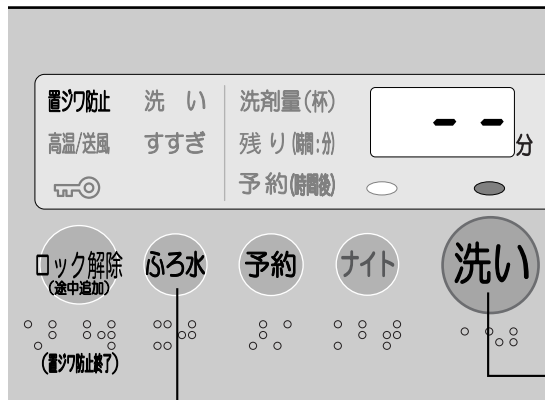 置ジワ防止 洗い 洗剤量(杯)
高温/送風 すすぎ 残り(時間:分) -- 分
予約(時間後)
ロック解除 ふろ水 予約 ナイト 洗い
(途中追加)
(置ジワ防止終了)